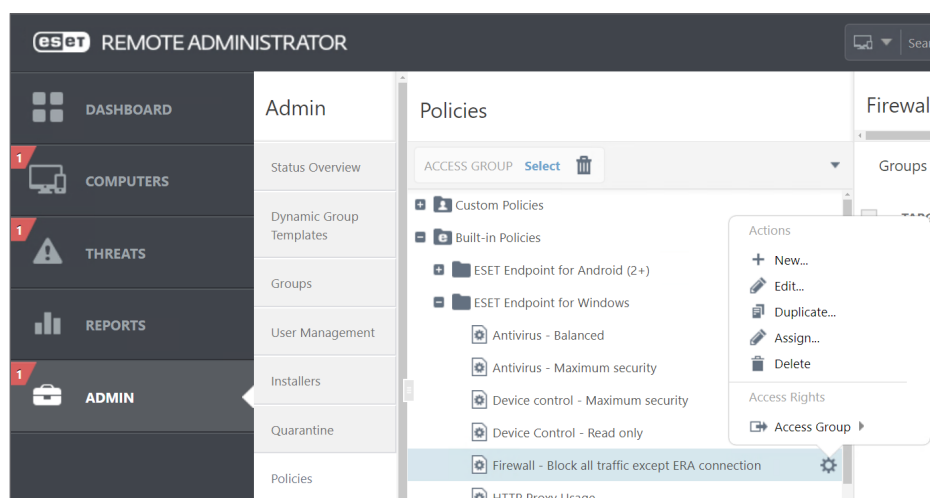 eset REMOTE ADMINISTRATOR
DASHBOARD
1
COMPUTERS
1
THREATS
REPORTS
1
ADMIN
Admin
Status Overview
Dynamic Group
Templates
Groups
User Management
Installers
Quarantine
Policies
Policies
ACCESS GROUP Select
Custom Policies
Built-in Policies
ESET Endpoint for Android (2+)
ESET Endpoint for Windows
Antivirus - Balanced
Antivirus - Maximum security
Device control - Maximum security
Device Control - Read only
Firewall - Block all traffic except ERA connection
HTTP Proxy Usage
Actions
New...
Edit...
Duplicate...
Assign...
Delete
Access Rights
Access Group
Groups